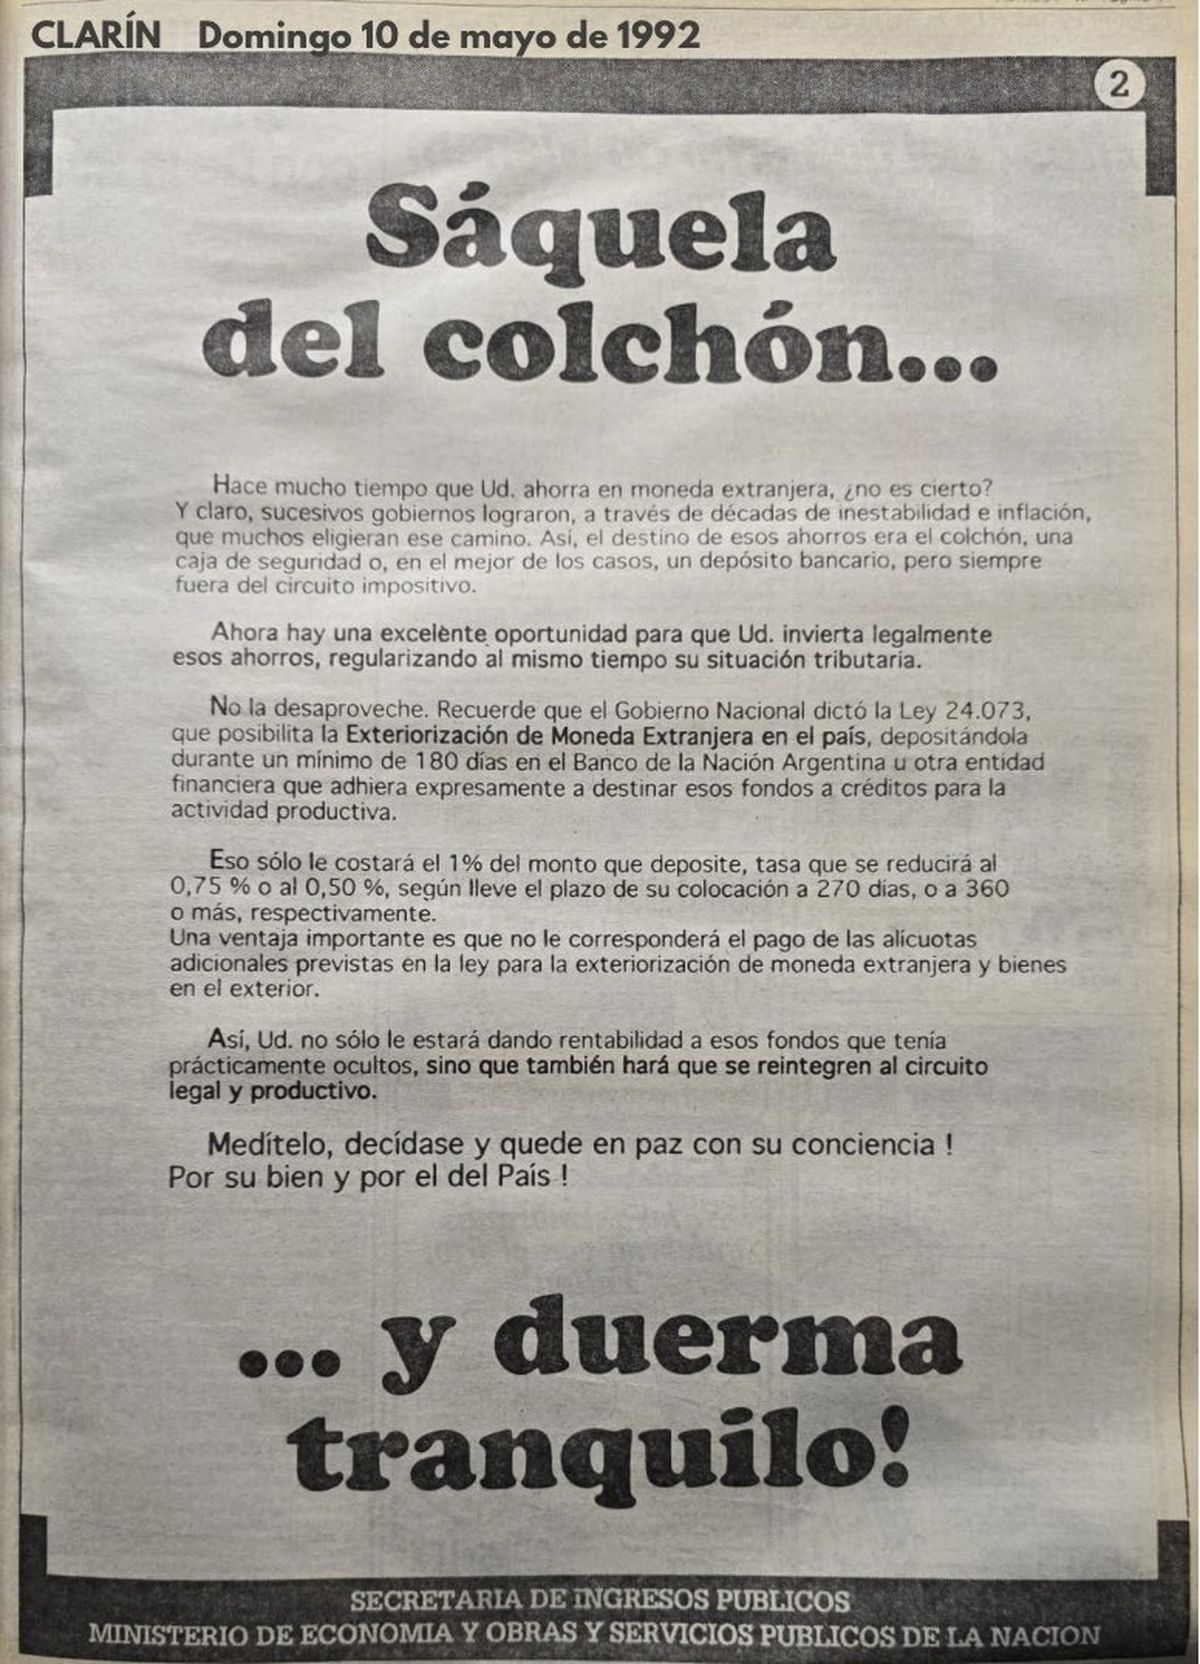 CLARÍN Domingo 10 de mayo de 1992
2
Sáquela
del colchón...
Hace mucho tiempo que Ud. ahorra en moneda extranjera, ¿no es cierto?
Y claro, sucesivos gobiernos lograron, a través de décadas de inestabilidad e inflación,
que muchos eligieran ese camino. Así, el destino de esos ahorros era el colchón, una
caja de seguridad o, en el mejor de los casos, un depósito bancario, pero siempre
fuera del circuito impositivo.
Ahora hay una excelente oportunidad para que Ud. invierta legalmente
esos ahorros, regularizando al mismo tiempo su situación tributaria.
No la desaproveche. Recuerde que el Gobierno Nacional dictó la Ley 24.073,
que posibilita la Exteriorización de Moneda Extranjera en el país, depositándola
durante un mínimo de 180 días en el Banco de la Nación Argentina u otra entidad
financiera que adhiera expresamente a destinar esos fondos a créditos para la
actividad productiva.
Eso sólo le costará el 1% del monto que deposite, tasa que se reducirá al
0,75 % o al 0,50 %, según lleve el plazo de su colocación a 270 días, o a 360
o más, respectivamente.
Una ventaja importante es que no le corresponderá el pago de las alícuotas
adicionales previstas en la ley para la exteriorización de moneda extranjera y bienes
en el exterior.
Así, Ud. no sólo le estará dando rentabilidad a esos fondos que tenía
prácticamente ocultos, sino que también hará que se reintegren al circuito
legal y productivo.
Medítelo, decídase y quede en paz con su conciencia !
Por su bien y por el del País !
... y duerma
tranquilo!
SECRETARIA DE INGRESOS PUBLICOS
MINISTERIO DE ECONOMIA Y OBRAS Y SERVICIOS PUBLICOS DE LA NACION